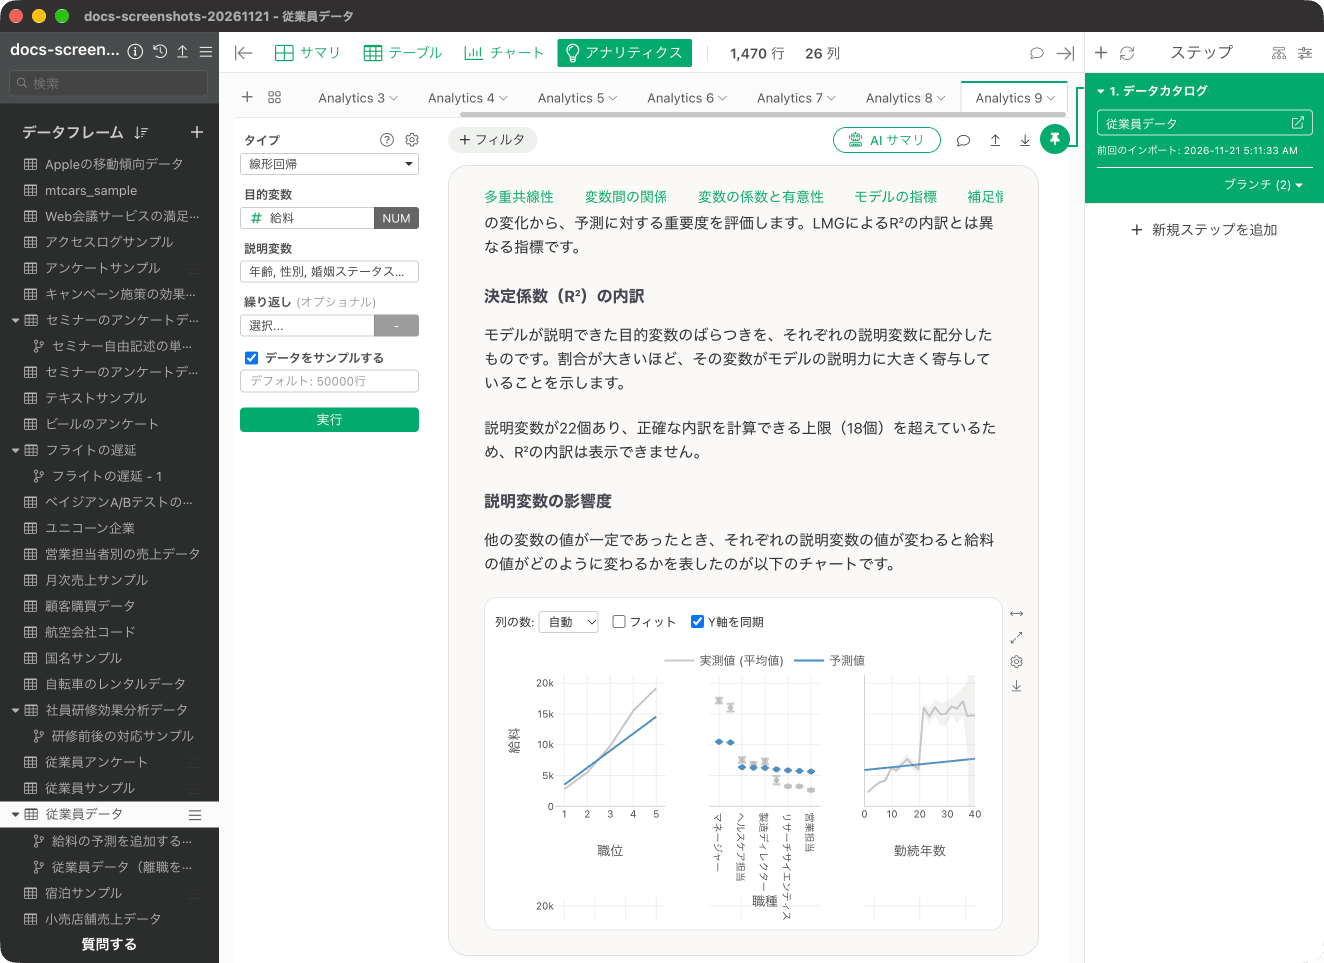 docs-screenshots-20261121 - 従業員データ
docs-screen...
検索
データフレーム
Appleの移動傾向データ
mtcars_sample
Web会議サービスの満足...
アクセスログサンプル
アンケートサンプル
キャンペーン施策の効果...
セミナーのアンケートデ...
セミナー自由記述の単...
セミナーのアンケートデ...
テキストサンプル
ビールのアンケート
フライトの遅延
フライトの遅延 - 1
ベイジアンA/Bテストの...
ユニコーン企業
営業担当者別の売上データ
月次売上サンプル
顧客購買データ
航空会社コード
国名サンプル
自転車のレンタルデータ
社員研修効果分析データ
研修前後の対応サンプル
従業員アンケート
従業員サンプル
従業員データ
給料の予測を追加する...
従業員データ（離職を...
宿泊サンプル
小売店舗売上データ
質問する
サマリ
テーブル
チャート
アナリティクス
1,470 行
26 列
Analytics 3
Analytics 4
Analytics 5
Analytics 6
Analytics 7
Analytics 8
Analytics 9
タイプ
線形回帰
目的変数
# 給料
NUM
説明変数
年齢, 性別, 婚姻ステータス...
繰り返し (オプショナル)
選択...
-
データをサンプルする
デフォルト: 50000行
実行
+ フィルタ
AI サマリ
多重共線性
変数間の関係
変数の係数と有意性
モデルの指標
補足情
の変化から、予測に対する重要度を評価します。LMGによるR²の内訳とは異
なる指標です。
決定係数（R²）の内訳
モデルが説明できた目的変数のばらつきを、それぞれの説明変数に配分した
ものです。割合が大きいほど、その変数がモデルの説明力に大きく寄与して
いることを示します。
説明変数が22個あり、正確な内訳を計算できる上限（18個）を超えているた
め、R²の内訳は表示できません。
説明変数の影響度
他の変数の値が一定であったとき、それぞれの説明変数の値が変わると給料
の値がどのように変わるかを表したのが以下のチャートです。
列の数:
自動
フィット
Y軸を同期
実測値 (平均値)
予測値
給料
20k
15k
10k
5k
0
1 2 3 4 5
職位
マネージャー
ヘルスケア担当
製造ディレクター
リサーチサイエンティス
営業担当
職種
0 10 20 30 40
勤続年数
20k
ステップ
1. データカタログ
従業員データ
前回のインポート: 2026-11-21 5:11:33 AM
ブランチ (2)
+ 新規ステップを追加